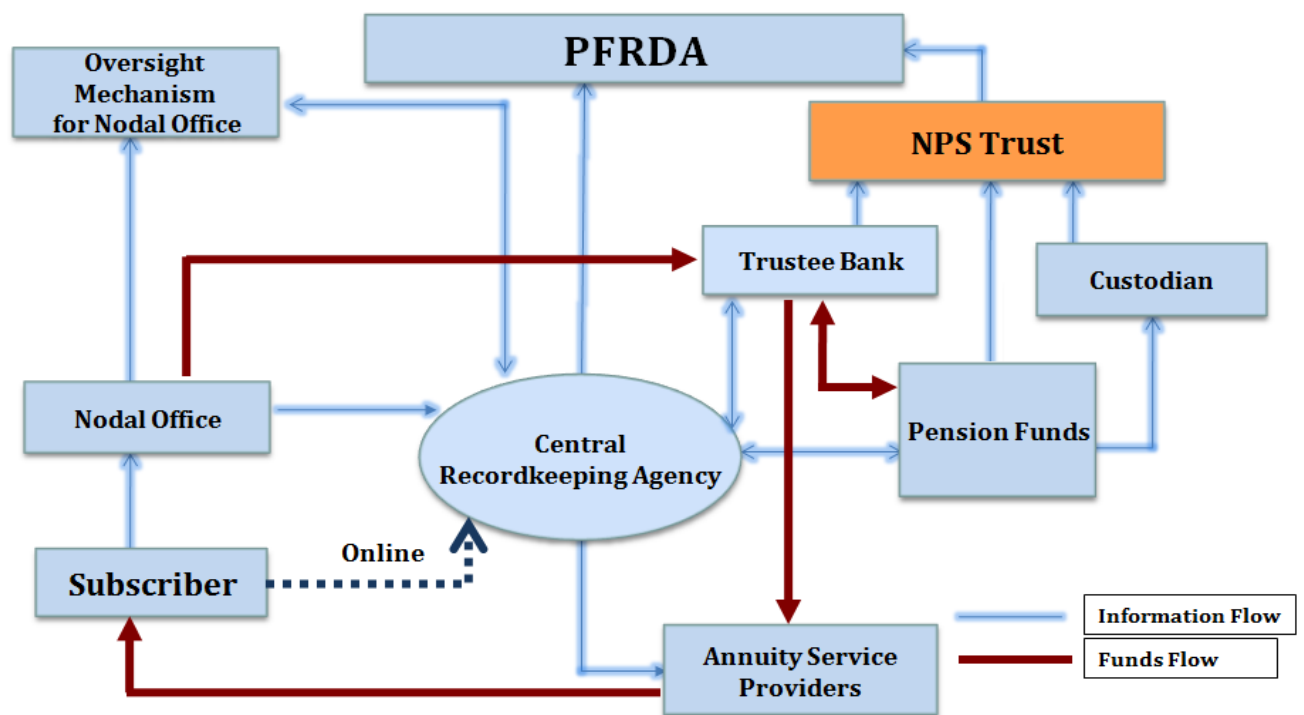 PFRDA
Oversight
Mechanism
for Nodal Office
NPS Trust
Trustee Bank
Custodian
Nodal Office
Central
Recordkeeping Agency
Pension Funds
Online
Subscriber
Annuity Service
Providers
Information Flow
Funds Flow